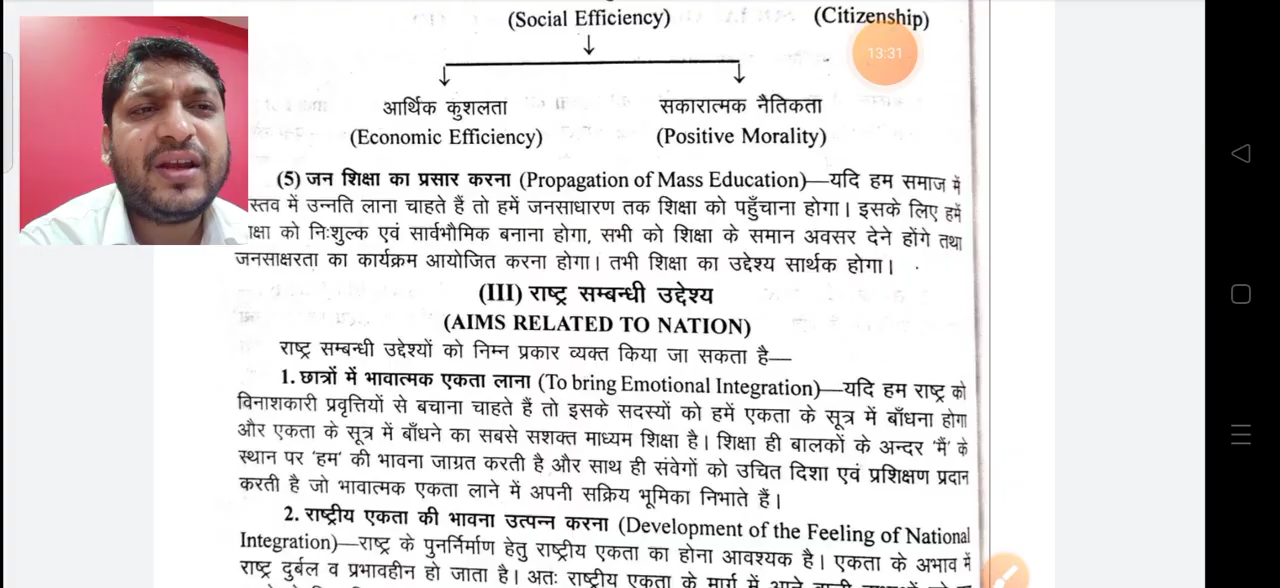 (Social Efficiency) (Citizenship)
13:31
आर्थिक कुशलता सकारात्मक नैतिकता
(Economic Efficiency) (Positive Morality)
(5) जन शिक्षा का प्रसार करना (Propagation of Mass Education)—यदि हम समाज में
में उन्नति लाना चाहते हैं तो हमें जनसाधारण तक शिक्षा को पहुँचाना होगा। इसके लिए हमें
को निःशुल्क एवं सार्वभौमिक बनाना होगा, सभी को शिक्षा के समान अवसर देने होंगे तथा
जनसाक्षरता का कार्यक्रम आयोजित करना होगा। तभी शिक्षा का उद्देश्य सार्थक होगा।
(III) राष्ट्र सम्बन्धी उद्देश्य
(AIMS RELATED TO NATION)
राष्ट्र सम्बन्धी उद्देश्यों को निम्न प्रकार व्यक्त किया जा सकता है—
1. छात्रों में भावात्मक एकता लाना (To bring Emotional Integration)—यदि हम राष्ट्र को
विनाशकारी प्रवृत्तियों से बचाना चाहते हैं तो इसके सदस्यों को हमें एकता के सूत्र में बाँधना होगा
और एकता के सूत्र में बाँधने का सबसे सशक्त माध्यम शिक्षा है। शिक्षा ही बालकों के अन्दर ‘मैं’ के
स्थान पर ‘हम’ की भावना जाग्रत करती है और साथ ही संवेगों को उचित दिशा एवं प्रशिक्षण प्रदान
करती है जो भावात्मक एकता लाने में अपनी सक्रिय भूमिका निभाते हैं।
2. राष्ट्रीय एकता की भावना उत्पन्न करना (Development of the Feeling of National
Integration)—राष्ट्र के पुनर्निर्माण हेतु राष्ट्रीय एकता का होना आवश्यक है। एकता के अभाव में
राष्ट्र दुर्बल व प्रभावहीन हो जाता है। अतः राष्ट्रीय एकता के मार्ग में आने वाली